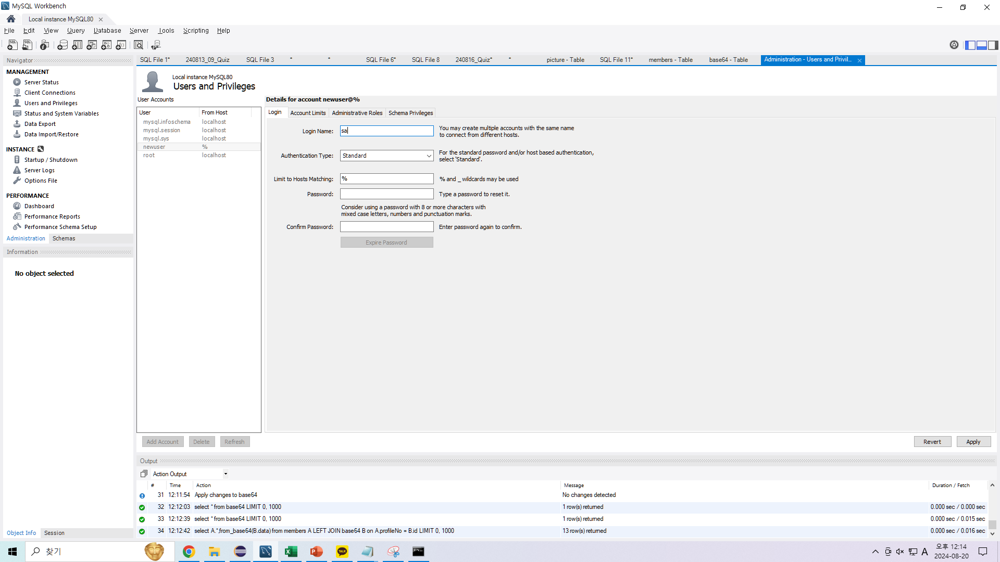 MySQL Workbench
Local instance MySQL80
File Edit View Query Database Server Tools Scripting Help
Navigator
MANAGEMENT
Server Status
Client Connections
Users and Privileges
Status and System Variables
Data Export
Data Import/Restore
INSTANCE
Startup / Shutdown
Server Logs
Options File
PERFORMANCE
Dashboard
Performance Reports
Performance Schema Setup
Administration Schemas
Information
No object selected
Object Info Session
SQL File 1* 240813_09_Quiz SQL File 3 * * SQL File 6* SQL File 8 240816_Quiz* * picture - Table SQL File 11* members - Table base64 - Table Administration - Users and Privil...
Local instance MySQL80
Users and Privileges
User Accounts
User From Host
mysql.infoschema localhost
mysql.session localhost
mysql.sys localhost
newuser %
root localhost
Add Account Delete Refresh
Details for account newuser@%
Login Account Limits Administrative Roles Schema Privileges
Login Name: sa You may create multiple accounts with the same name
to connect from different hosts.
Authentication Type: Standard For the standard password and/or host based authentication,
select 'Standard'.
Limit to Hosts Matching: % % and _ wildcards may be used
Password: Type a password to reset it.
Consider using a password with 8 or more characters with
mixed case letters, numbers and punctuation marks.
Confirm Password: Enter password again to confirm.
Expire Password
Revert Apply
Output
Action Output
# Time Action Message Duration / Fetch
31 12:11:54 Apply changes to base64 No changes detected
32 12:12:03 select * from base64 LIMIT 0, 1000 1 row(s) returned 0.000 sec / 0.000 sec
33 12:12:39 select * from base64 LIMIT 0, 1000 1 row(s) returned 0.000 sec / 0.015 sec
34 12:12:42 select A.*,from_base64(B.data) from members A LEFT JOIN base64 B on A.profileNo = B.id LIMIT 0, 1000 13 row(s) returned 0.000 sec / 0.016 sec
찾기
TALK
A
오후 12:14
2024-08-20